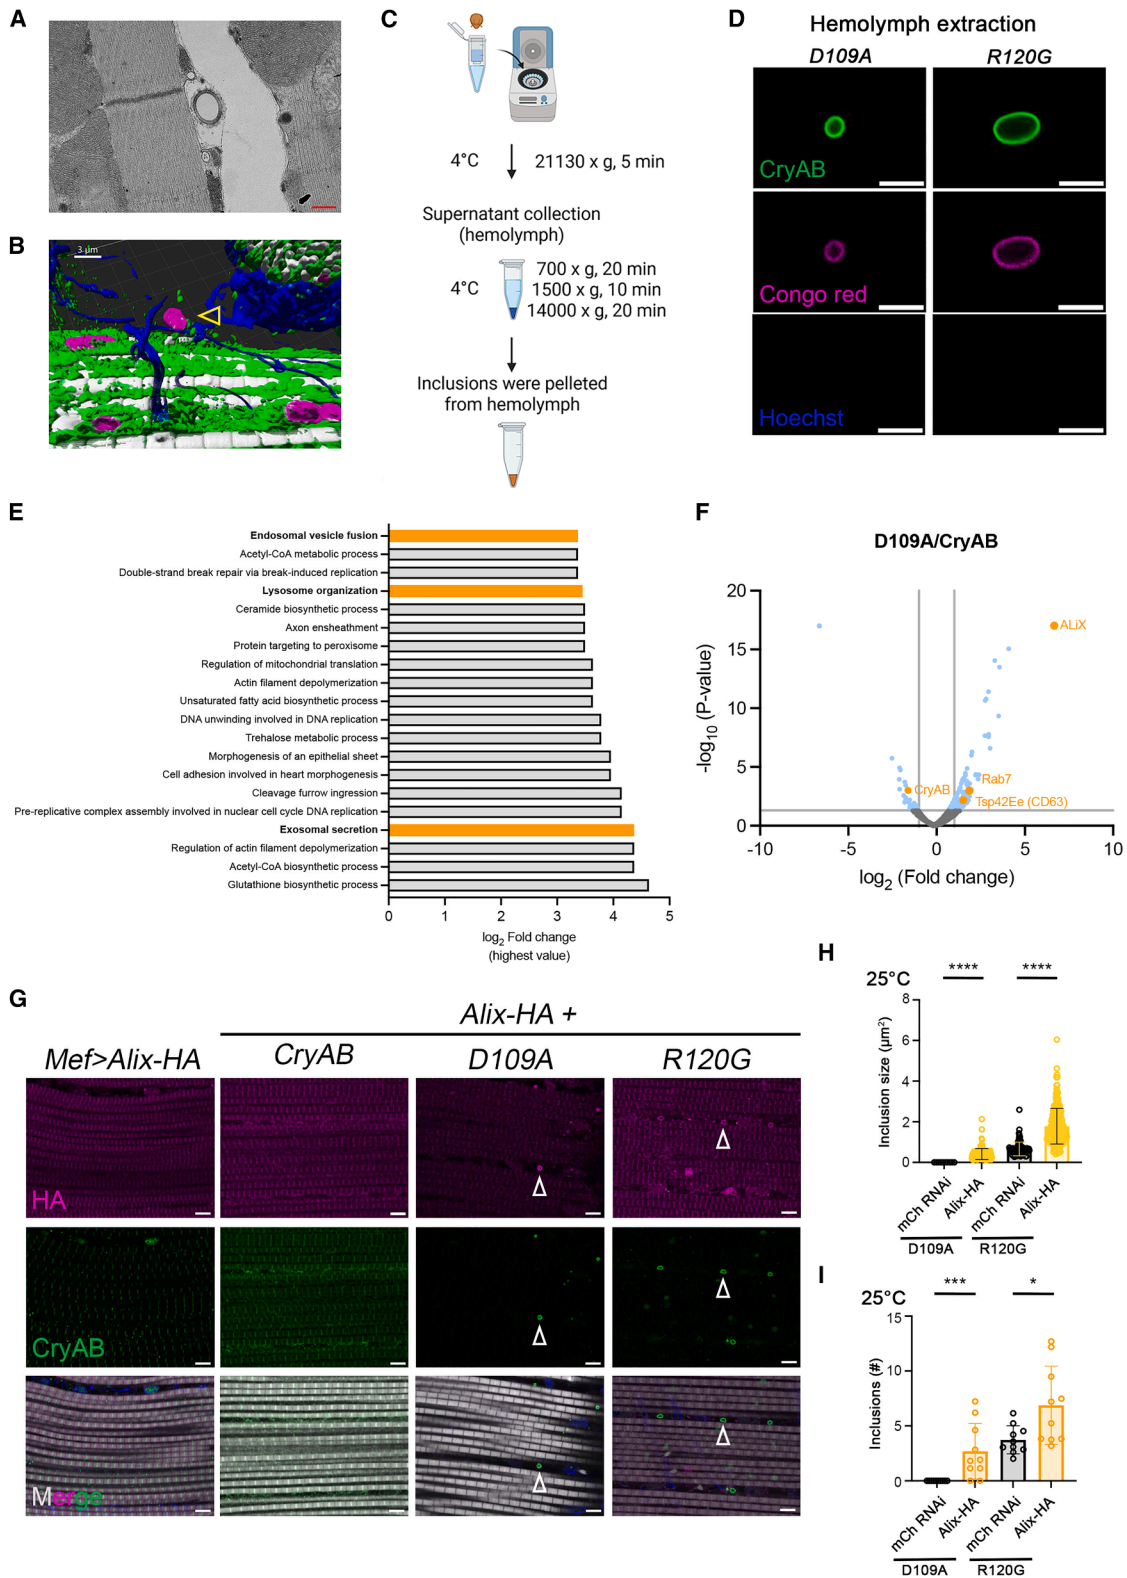 A
B
3 µm
C
4°C
21130 x g, 5 min
Supernatant collection
(hemolymph)
4°C
700 x g, 20 min
1500 x g, 10 min
14000 x g, 20 min
Inclusions were pelleted
from hemolymph
D
Hemolymph extraction
D109A
R120G
CryAB
Congo red
Hoechst
E
Endosomal vesicle fusion
Acetyl-CoA metabolic process
Double-strand break repair via break-induced replication
Lysosome organization
Ceramide biosynthetic process
Axon ensheathment
Protein targeting to peroxisome
Regulation of mitochondrial translation
Actin filament depolymerization
Unsaturated fatty acid biosynthetic process
DNA unwinding involved in DNA replication
Trehalose metabolic process
Morphogenesis of an epithelial sheet
Cell adhesion involved in heart morphogenesis
Cleavage furrow ingression
Pre-replicative complex assembly involved in nuclear cell cycle DNA replication
Exosomal secretion
Regulation of actin filament depolymerization
Acetyl-CoA biosynthetic process
Glutathione biosynthetic process
0 1 2 3 4 5
log2 Fold change
(highest value)
F
D109A/CryAB
20
15
10
5
0
-log10 (P-value)
ALiX
Rab7
CryAB
Tsp42Ee (CD63)
-10 -5 0 5 10
log2 (Fold change)
G
Alix-HA +
Mef>Alix-HA
CryAB
D109A
R120G
HA
CryAB
Merge
H
25°C
**** ****
8
6
4
2
0
Inclusion size (µm²)
mCh RNAi
Alix-HA
mCh RNAi
Alix-HA
D109A
R120G
I
25°C
*** *
15
10
5
0
Inclusions (#)
mCh RNAi
Alix-HA
mCh RNAi
Alix-HA
D109A
R120G